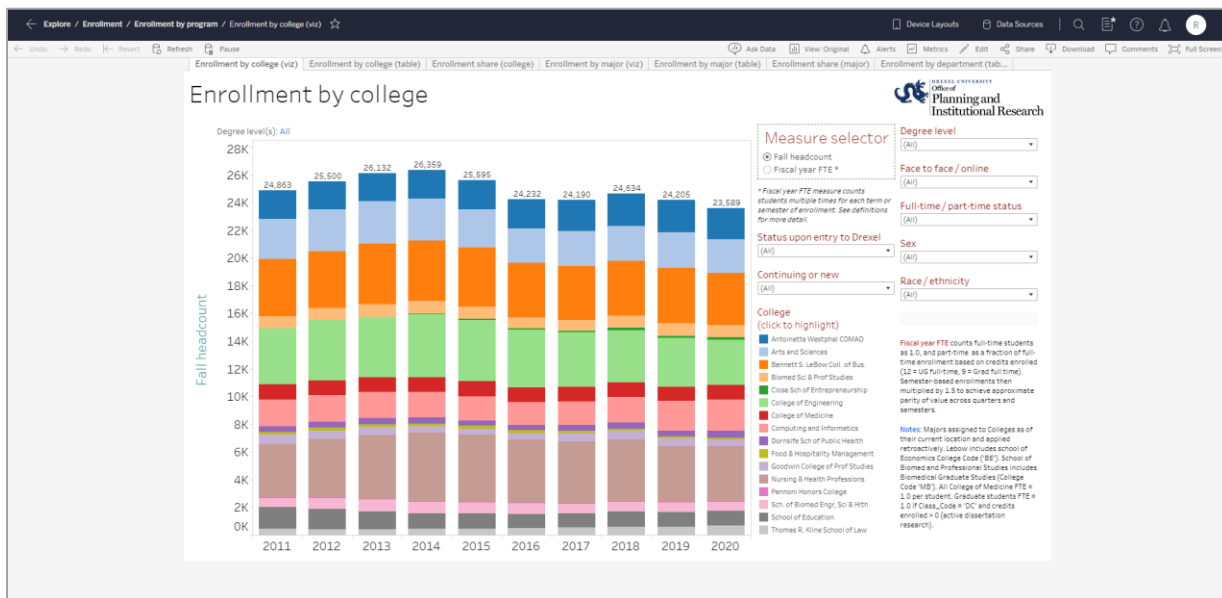 Explore / Enrollment / Enrollment by program / Enrollment by college (viz)
Device Layouts
Data Sources
R
Undo
Redo
Revert
Refresh
Pause
Ask Data
View: Original
Alerts
Metrics
Edit
Share
Download
Comments
Full Screen
Enrollment by college (viz)
Enrollment by college (table)
Enrollment share (college)
Enrollment by major (viz)
Enrollment by major (table)
Enrollment share (major)
Enrollment by department (tab...
Enrollment by college
DREXEL UNIVERSITY
Office of
Planning and
Institutional Research
Degree level(s): All
Fall headcount
28K
26K
24K
22K
20K
18K
16K
14K
12K
10K
8K
6K
4K
2K
0K
24,863
25,500
26,132
26,359
25,595
24,232
24,190
24,634
24,205
23,589
2011
2012
2013
2014
2015
2016
2017
2018
2019
2020
Measure selector
Fall headcount
Fiscal year FTE *
* Fiscal year FTE measure counts
students multiple times for each term or
semester of enrollment. See definitions
for more detail.
Status upon entry to Drexel
(All)
Continuing or new
(All)
College
(click to highlight)
Antoinette Westphal COMAD
Arts and Sciences
Bennett S. LeBow Coll. of Bus.
Biomed Sci & Prof Studies
Close Sch of Entrepreneurship
College of Engineering
College of Medicine
Computing and Informatics
Dornsife Sch of Public Health
Food & Hospitality Management
Goodwin College of Prof Studies
Nursing & Health Professions
Pennoni Honors College
Sch. of Biomed Engr, Sci & Hlth
School of Education
Thomas R. Kline School of Law
Degree level
(All)
Face to face / online
(All)
Full-time / part-time status
(All)
Sex
(All)
Race / ethnicity
(All)
Fiscal year FTE counts full-time students
as 1.0, and part-time as a fraction of full-
time enrollment based on credits enrolled
(12 = UG full-time, 9 = Grad full time).
Semester-based enrollments then
multiplied by 1.5 to achieve approximate
parity of value across quarters and
semesters.
Notes: Majors assigned to Colleges as of
their current location and applied
retroactively. Lebow includes school of
Economics College Code ('BE'). School of
Biomed and Professional Studies includes
Biomedical Graduate Studies (College
Code 'MB'). All College of Medicine FTE =
1.0 per student. Graduate students FTE =
1.0 if Class_Code = 'DC' and credits
enrolled > 0 (active dissertation
research).